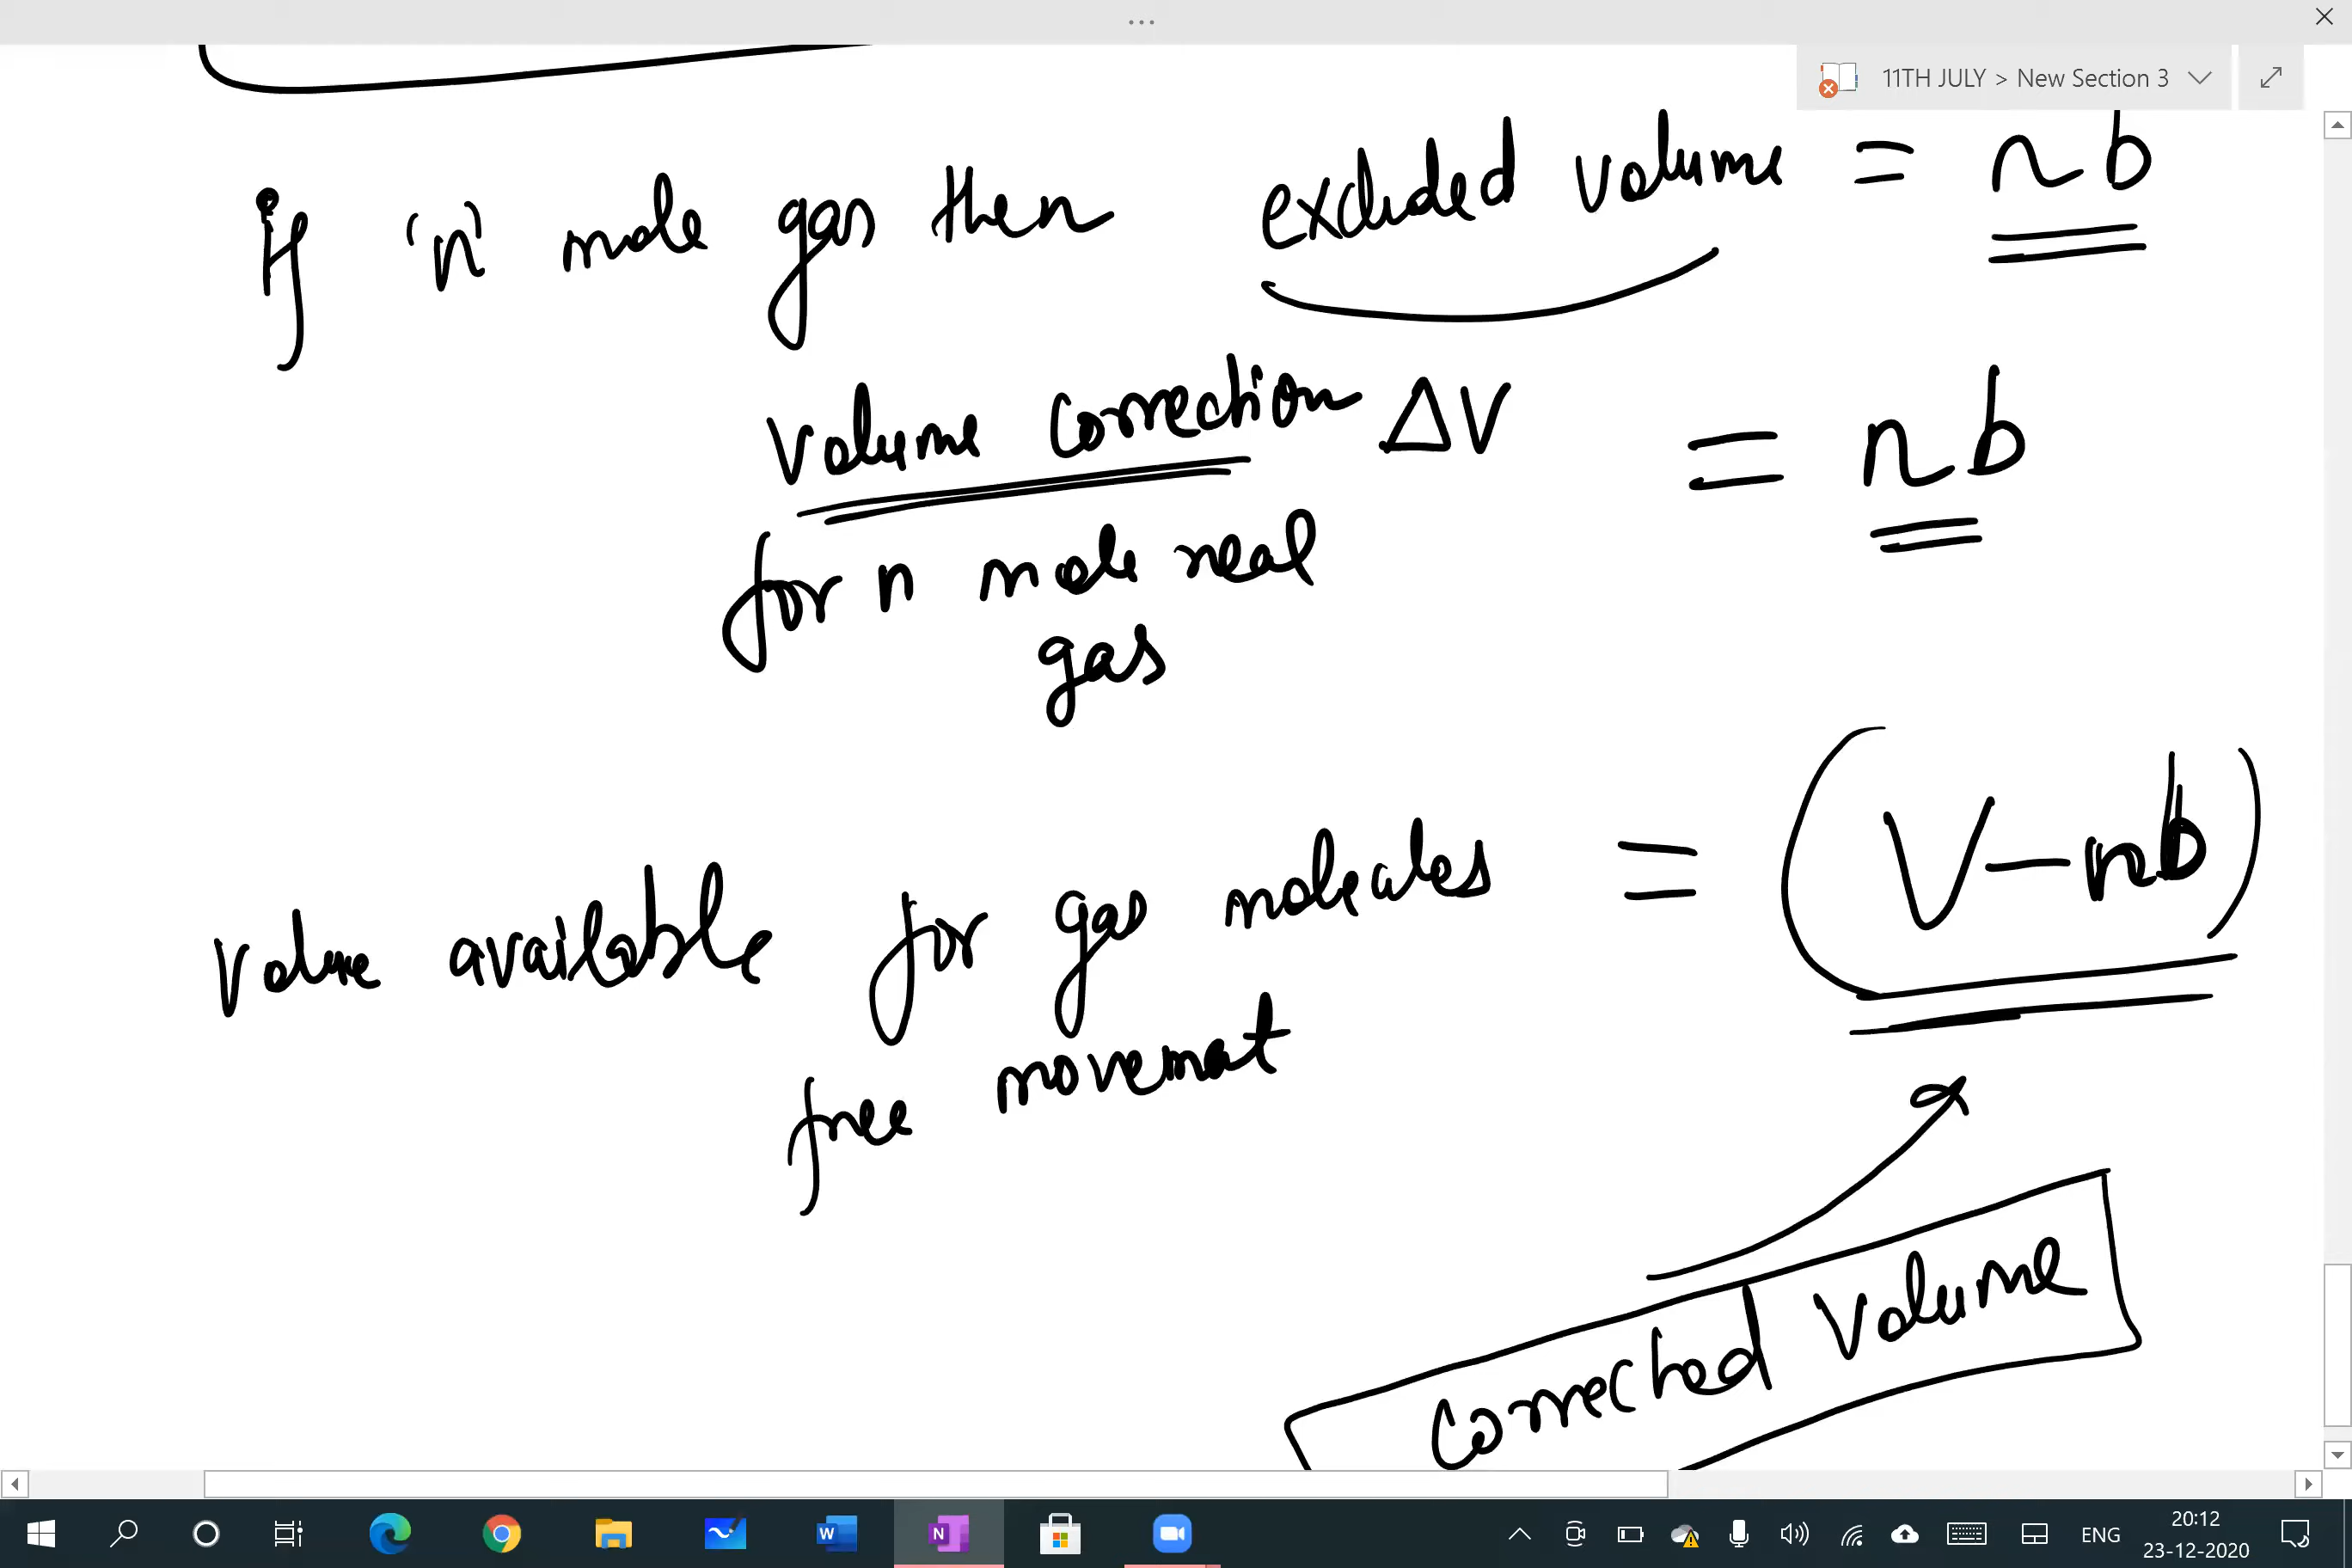 11TH JULY > New Section 3
if 'n' mole gas then excluded volume = nb
volume correction ΔV = nb
for n mole real
gas
volume available for gas molecules = (V-nb)
free movemat
Corrected Volume
ENG
20:12
23-12-2020